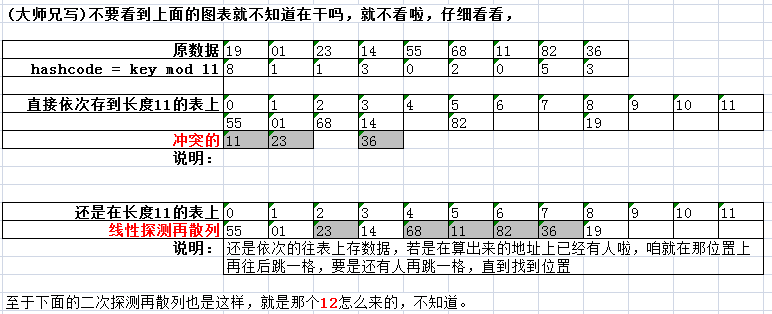 (大师兄写)不要看到上面的图表就不知道在干吗，就不看啦，仔细看看，
原数据 19 01 23 14 55 68 11 82 36
hashcode = key mod 11 8 1 1 3 0 2 0 5 3
直接依次存到长度11的表上 0 1 2 3 4 5 6 7 8 9 10 11
55 01 68 14 82 19
冲突的 11 23 36
说明：
还是在长度11的表上 0 1 2 3 4 5 6 7 8 9 10 11
线性探测再散列 55 01 23 14 68 11 82 36 19
说明： 还是依次的往表上存数据，若是在算出来的地址上已经有人啦，咱就在那位置上
再往后跳一格，要是还有人再跳一格，直到找到位置
至于下面的二次探测再散列也是这样，就是那个12怎么来的，不知道。